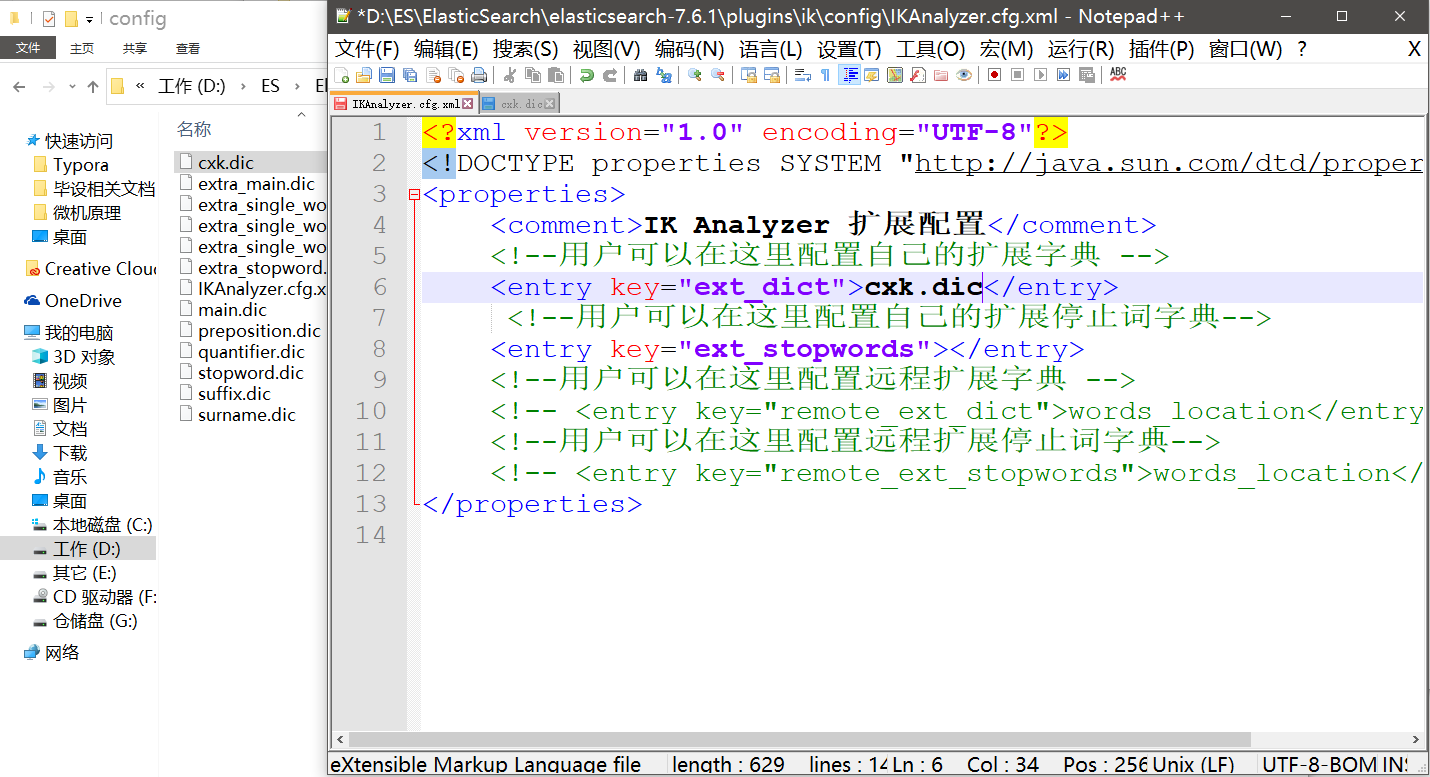 config
文件 主页 共享 查看
« 工作 (D:) › ES ›
快速访问
Typora
毕设相关文档
微机原理
桌面
Creative Clou
OneDrive
我的电脑
3D 对象
视频
图片
文档
下载
音乐
桌面
本地磁盘 (C:)
工作 (D:)
其它 (E:)
CD 驱动器 (F:
仓储盘 (G:)
网络
名称
cxk.dic
extra_main.dic
extra_single_wo
extra_single_wo
extra_single_wo
extra_stopword.
IKAnalyzer.cfg.x
main.dic
preposition.dic
quantifier.dic
stopword.dic
suffix.dic
surname.dic
*D:\ES\ElasticSearch\elasticsearch-7.6.1\plugins\ik\config\IKAnalyzer.cfg.xml - Notepad++
文件(F) 编辑(E) 搜索(S) 视图(V) 编码(N) 语言(L) 设置(T) 工具(O) 宏(M) 运行(R) 插件(P) 窗口(W) ? X
ABC
IKAnalyzer.cfg.xml cxk.dic
1 <?xml version="1.0" encoding="UTF-8"?>
2 <!DOCTYPE properties SYSTEM "http://java.sun.com/dtd/proper
3 <properties>
4 <comment>IK Analyzer 扩展配置</comment>
5 <!--用户可以在这里配置自己的扩展字典 -->
6 <entry key="ext_dict">cxk.dic</entry>
7 <!--用户可以在这里配置自己的扩展停止词字典-->
8 <entry key="ext_stopwords"></entry>
9 <!--用户可以在这里配置远程扩展字典 -->
10 <!-- <entry key="remote_ext_dict">words_location</entry
11 <!--用户可以在这里配置远程扩展停止词字典-->
12 <!-- <entry key="remote_ext_stopwords">words_location</
13 </properties>
14
eXtensible Markup Language file length : 629 lines : 14 Ln : 6 Col : 34 Pos : 256 Unix (LF) UTF-8-BOM INS